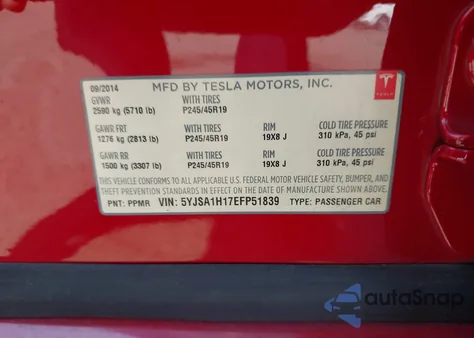 09/2014 MFD BY TESLA MOTORS, INC. TESLA
GVWR WITH TIRES
2590 kg (5710 lb) P245/45R19
GAWR FRT WITH TIRES RIM COLD TIRE PRESSURE
1276 kg (2813 lb) P245/45R19 19X8 J 310 kPa, 45 psi
GAWR RR WITH TIRES RIM COLD TIRE PRESSURE
1500 kg (3307 lb) P245/45R19 19X8 J 310 kPa, 45 psi
THIS VEHICLE CONFORMS TO ALL APPLICABLE U.S. FEDERAL MOTOR VEHICLE SAFETY, BUMPER, AND
THEFT PREVENTION STANDARDS IN EFFECT ON THE DATE OF MANUFACTURE SHOWN ABOVE.
PNT: PPMR VIN: 5YJSA1H17EFP51839 TYPE: PASSENGER CAR
autoSnap